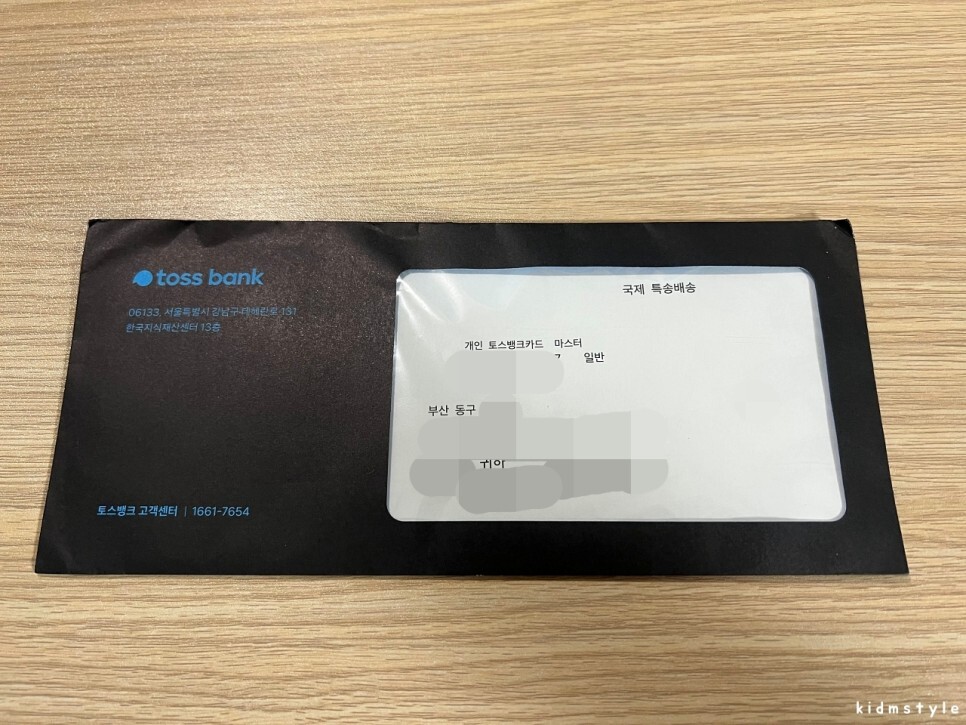 toss bank
06133, 서울특별시 강남구 테헤란로 131
한국지식재산센터 13층
토스뱅크 고객센터 | 1661-7654
국제 특송배송
개인 토스뱅크카드 마스터
7 일반
부산 동구
귀하
kidmstyle